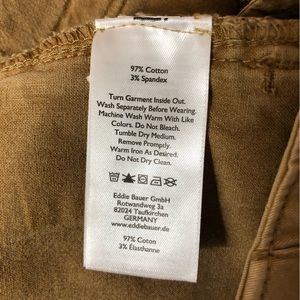 97% Cotton
3% Spandex
Turn Garment Inside Out.
Wash Separately Before Wearing.
Machine Wash Warm With Like
Colors. Do Not Bleach.
Tumble Dry Medium.
Remove Promptly.
Warm Iron As Desired.
Do Not Dry Clean.
Eddie Bauer GmbH
Rotwandweg 3a
82024 Taufkirchen
GERMANY
www.eddiebauer.de
97% Cotton
3% Élasthanne